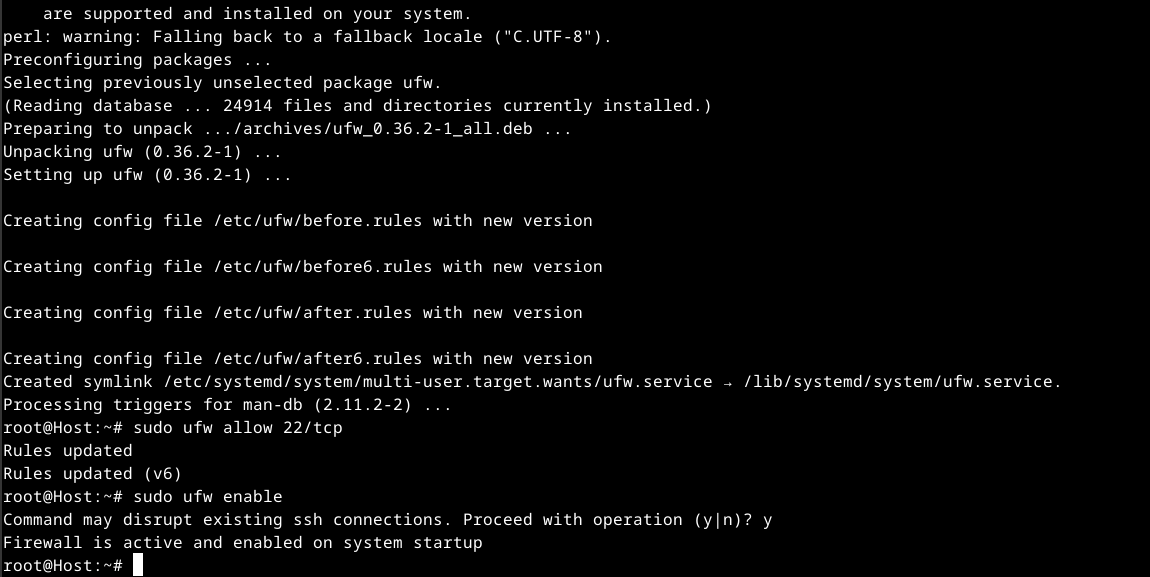 are supported and installed on your system.
perl: warning: Falling back to a fallback locale ("C.UTF-8").
Preconfiguring packages ...
Selecting previously unselected package ufw.
(Reading database ... 24914 files and directories currently installed.)
Preparing to unpack .../archives/ufw_0.36.2-1_all.deb ...
Unpacking ufw (0.36.2-1) ...
Setting up ufw (0.36.2-1) ...

Creating config file /etc/ufw/before.rules with new version

Creating config file /etc/ufw/before6.rules with new version

Creating config file /etc/ufw/after.rules with new version

Creating config file /etc/ufw/after6.rules with new version
Created symlink /etc/systemd/system/multi-user.target.wants/ufw.service → /lib/systemd/system/ufw.service.
Processing triggers for man-db (2.11.2-2) ...
root@Host:~# sudo ufw allow 22/tcp
Rules updated
Rules updated (v6)
root@Host:~# sudo ufw enable
Command may disrupt existing ssh connections. Proceed with operation (y|n)? y
Firewall is active and enabled on system startup
root@Host:~#